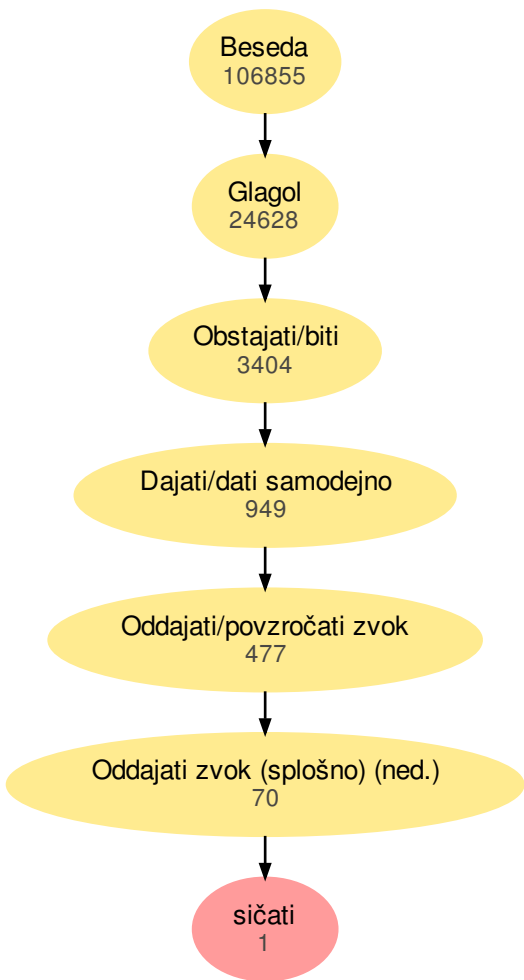 Beseda
106855
Glagol
24628
Obstajati/biti
3404
Dajati/dati samodejno
949
Oddajati/povzročati zvok
477
Oddajati zvok (splošno) (ned.)
70
sičati
1